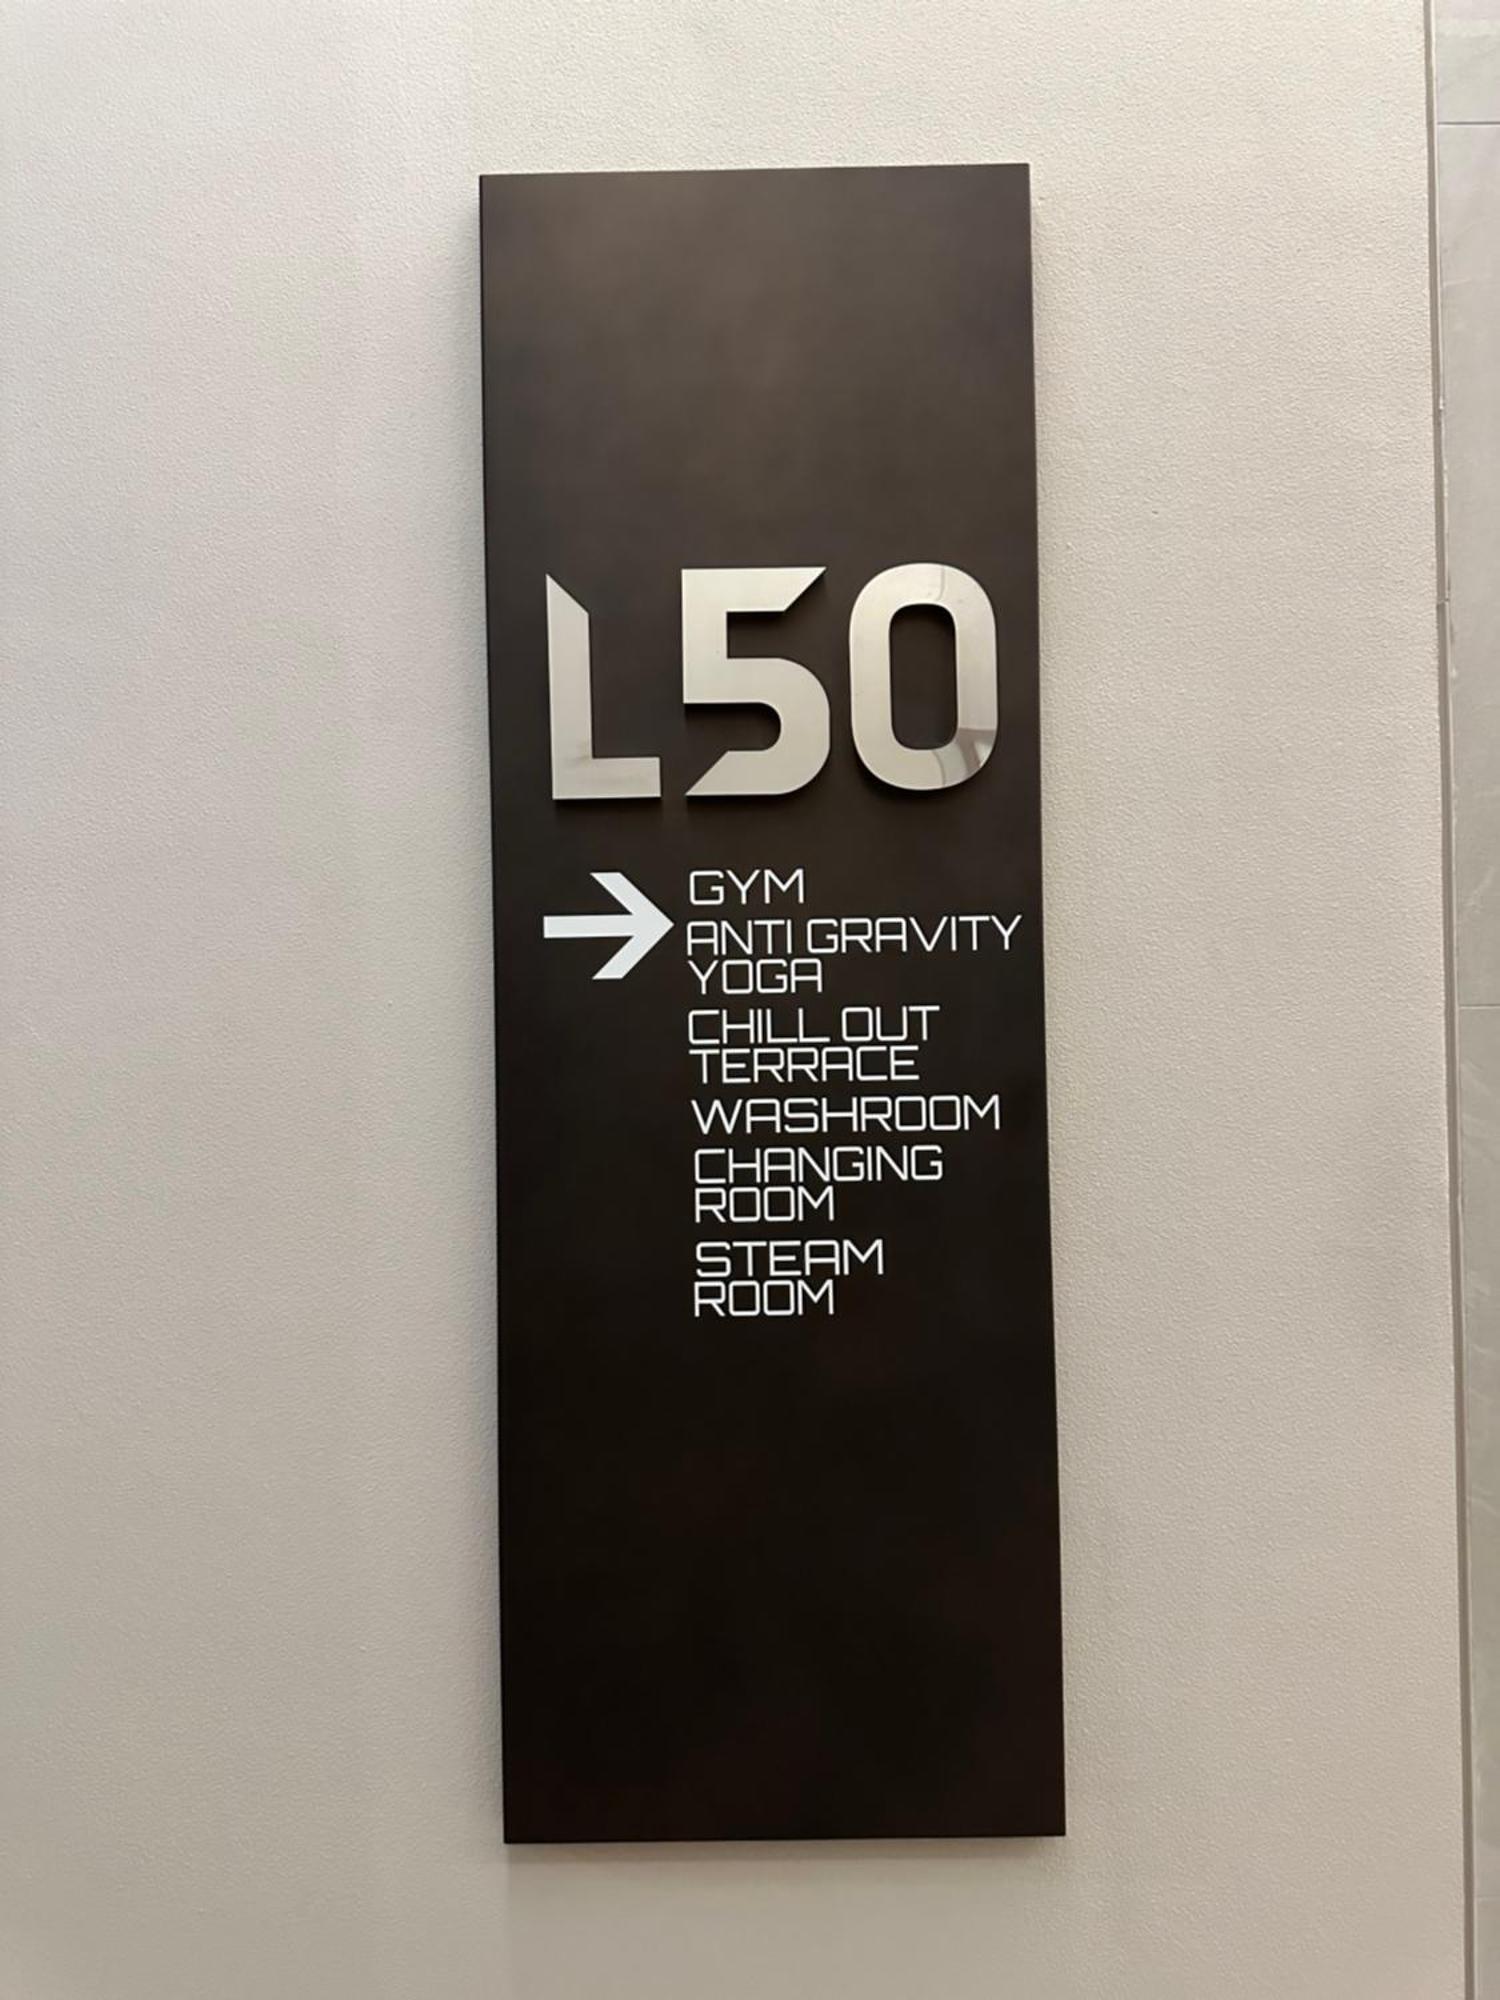 L50
GYM
ANTI GRAVITY
YOGA
CHILL OUT
TERRACE
WASHROOM
CHANGING
ROOM
STEAM
ROOM